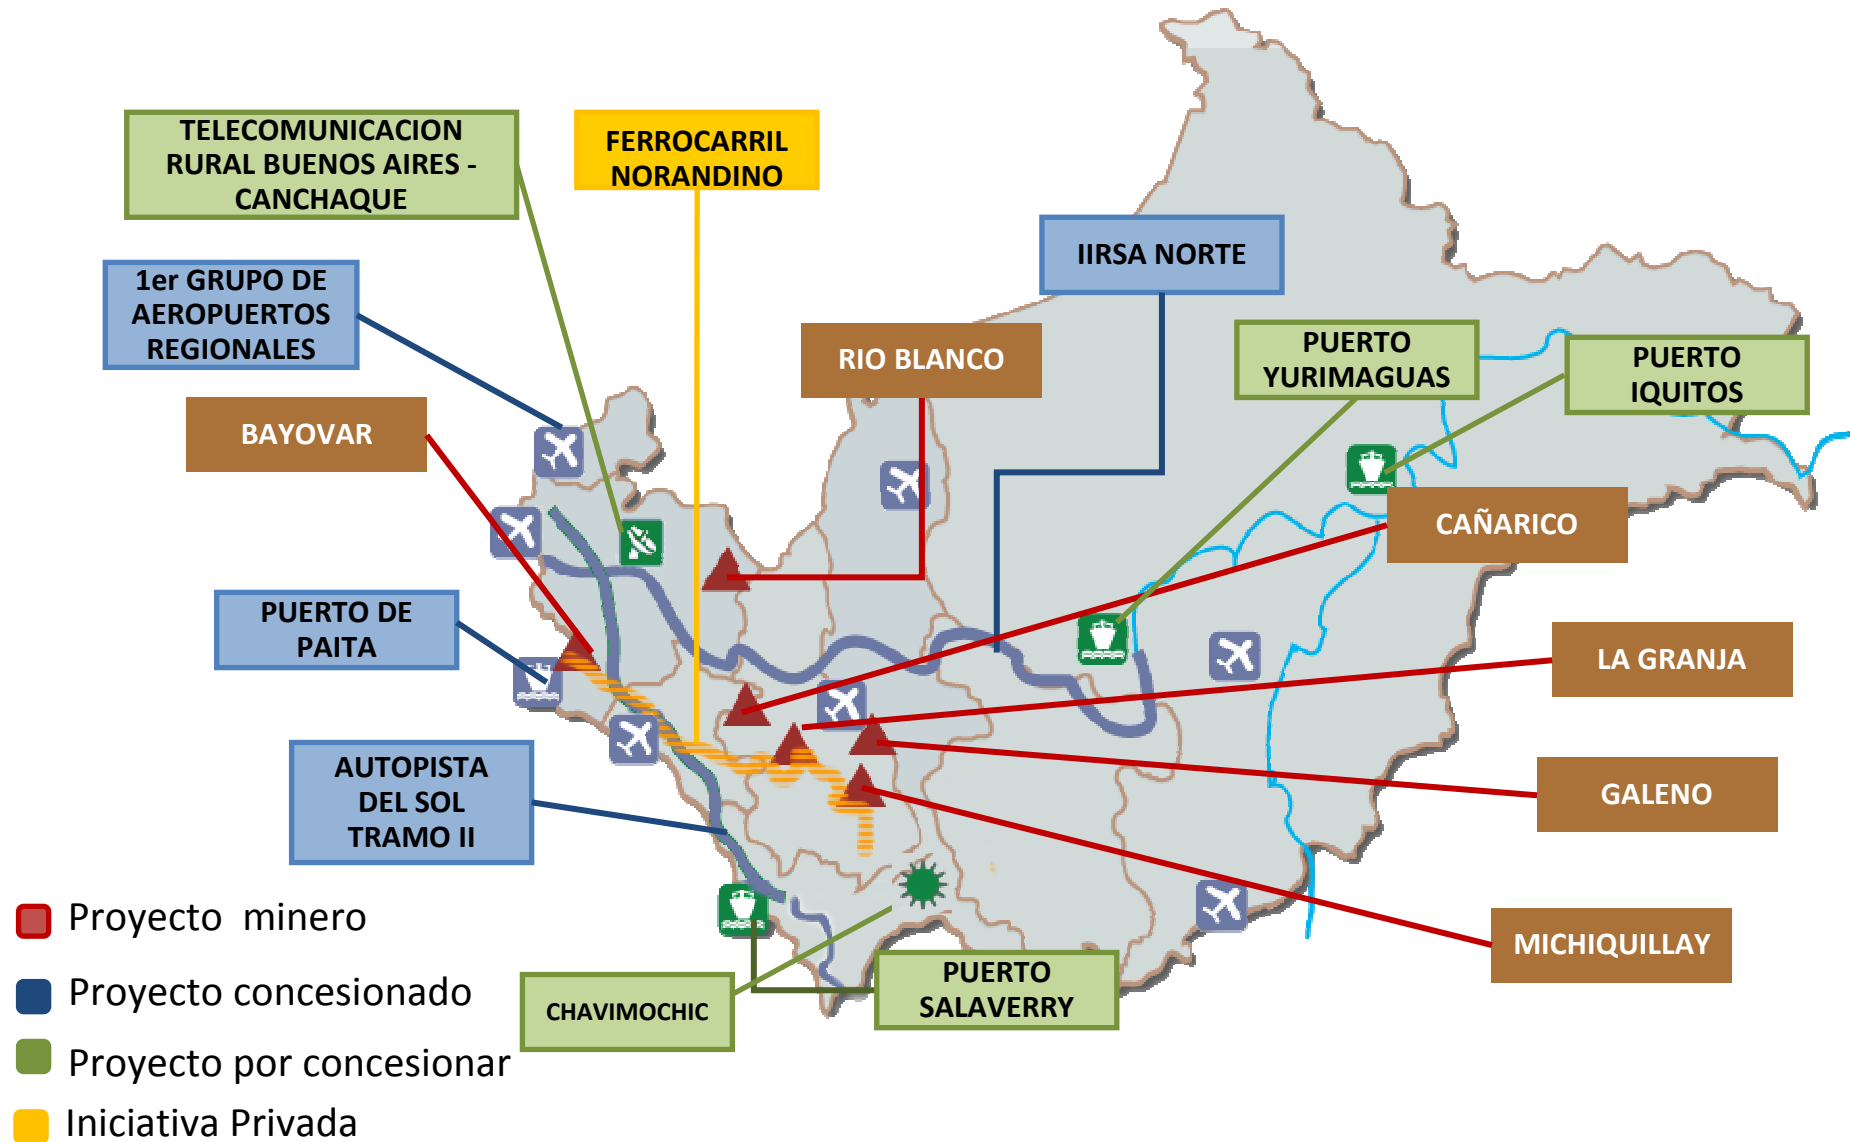 TELECOMUNICACION
RURAL BUENOS AIRES -
CANCHAQUE
FERROCARRIL
NORANDINO
IIRSA NORTE
1er GRUPO DE
AEROPUERTOS
REGIONALES
RIO BLANCO
PUERTO
YURIMAGUAS
PUERTO
IQUITOS
BAYOVAR
CAÑARICO
PUERTO DE
PAITA
LA GRANJA
AUTOPISTA
DEL SOL
TRAMO II
GALENO
MICHIQUILLAY
PUERTO
SALAVERRY
CHAVIMOCHIC
Proyecto minero
Proyecto concesionado
Proyecto por concesionar
Iniciativa Privada